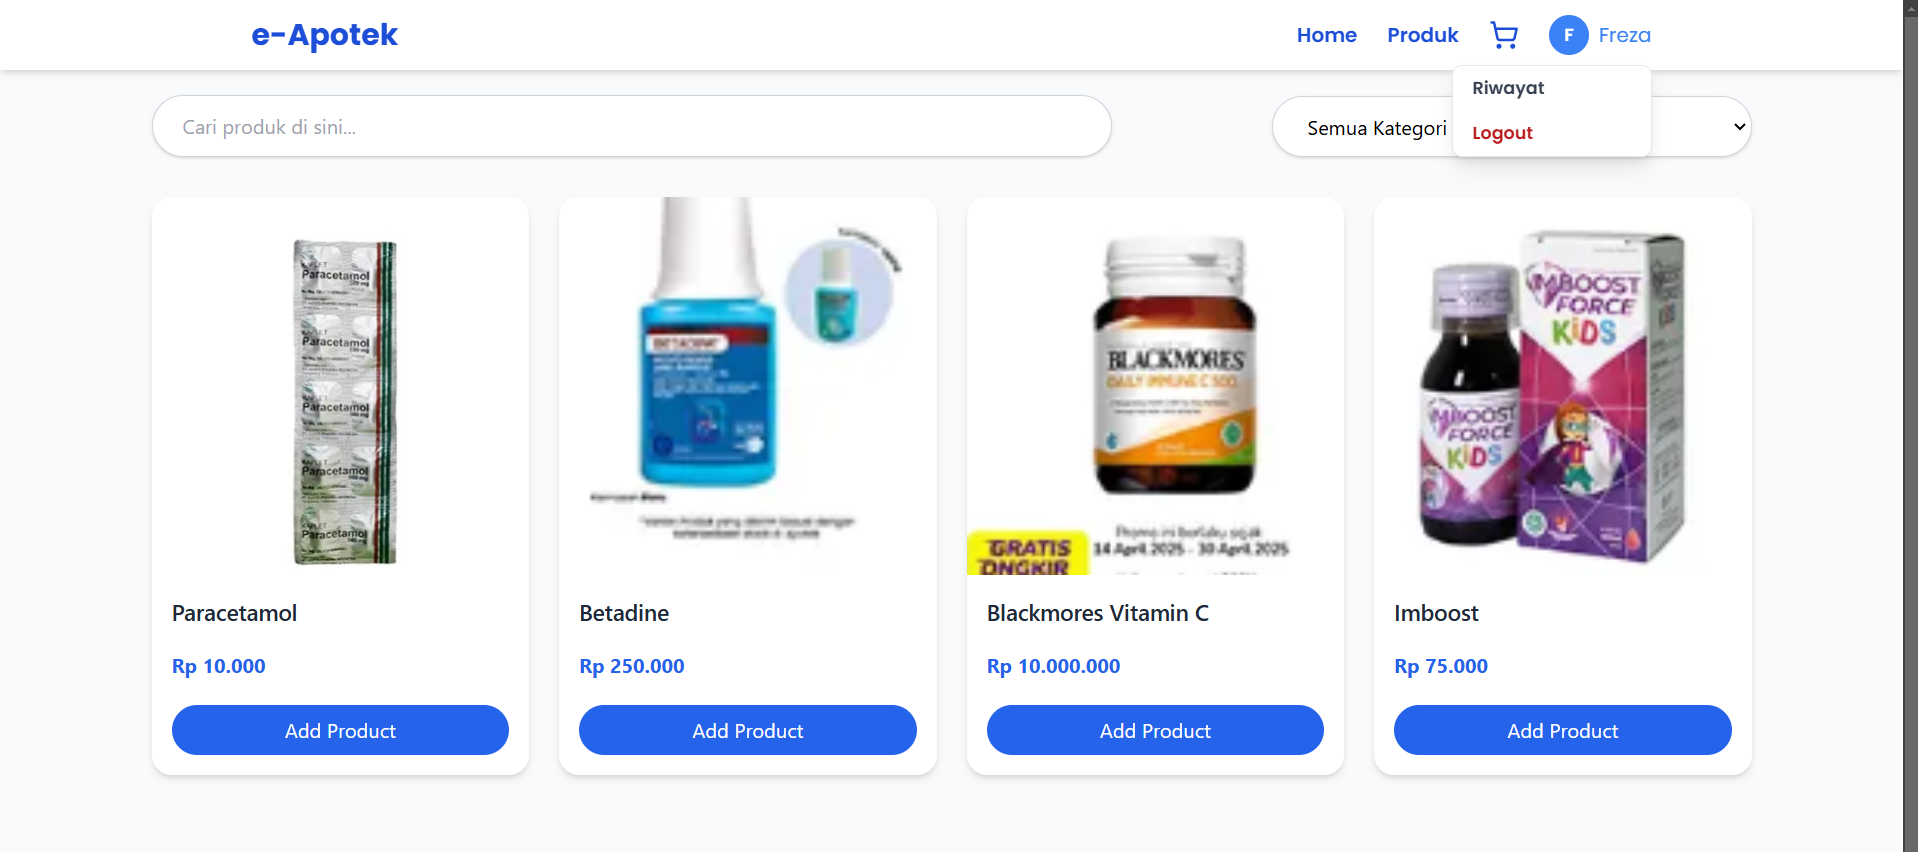 e-Apotek
Home
Produk
F
Freza
Riwayat
Logout
Cari produk di sini...
Semua Kategori
Paracetamol
Paracetamol
Paracetamol
Paracetamol
Paracetamol
BETADINE
BLACKMORES
DAILY IMMUNE C 500
GRATIS
ONGKIR
Promo ini berlaku sejak
14 April 2025 - 30 April 2025
IMBOOST
FORCE
KiDS
IMBOOST
FORCE
KiDS
Paracetamol
Rp 10.000
Add Product
Betadine
Rp 250.000
Add Product
Blackmores Vitamin C
Rp 10.000.000
Add Product
Imboost
Rp 75.000
Add Product